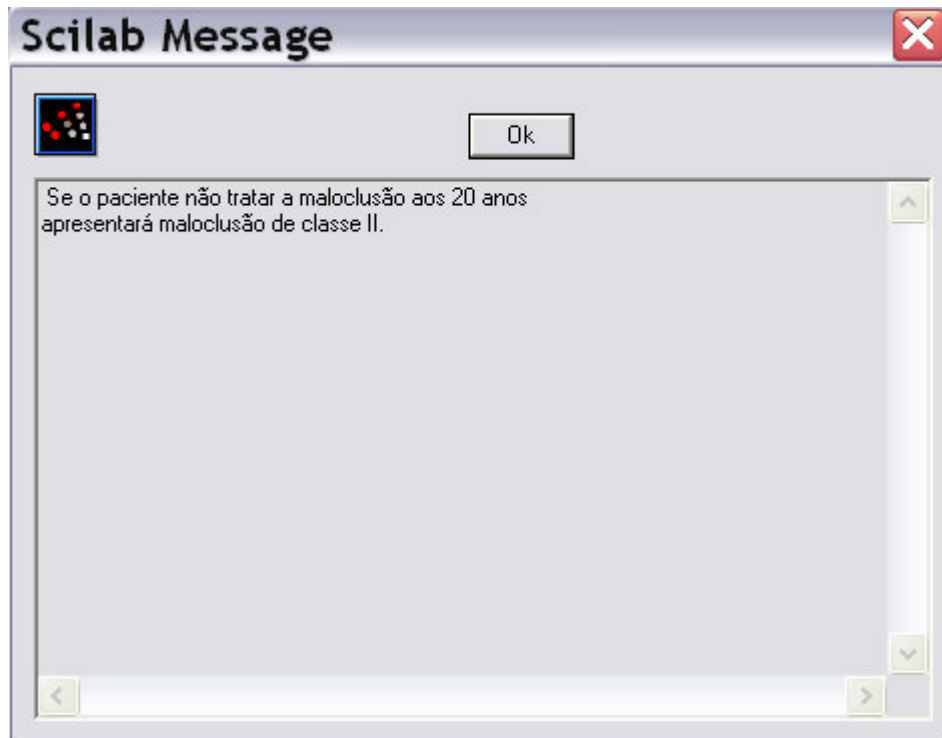 Scilab Message
Ok
Se o paciente não tratar a maloclusão aos 20 anos
apresentará maloclusão de classe II.